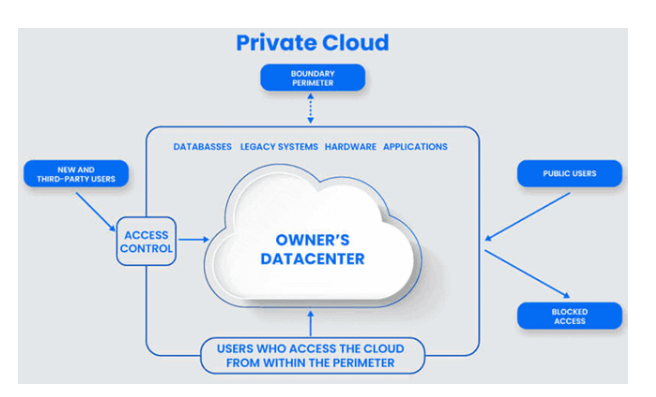 Private Cloud
BOUNDARY
PERIMETER
DATABASSES LEGACY SYSTEMS HARDWARE APPLICATIONS
NEW AND
THIRD-PARTY USERS
PUBLIC USERS
ACCESS
CONTROL
OWNER'S
DATACENTER
BLOCKED
ACCESS
USERS WHO ACCESS THE CLOUD
FROM WITHIN THE PERIMETER